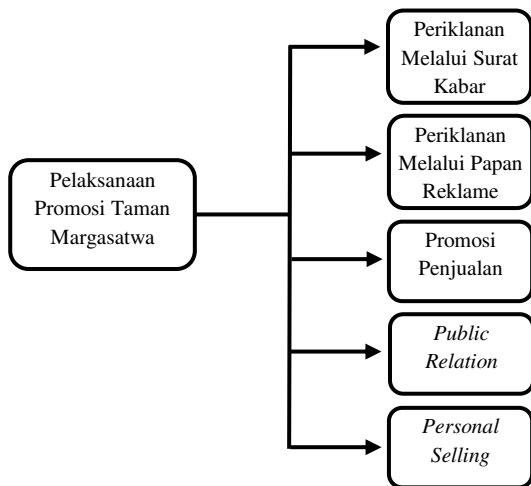 Pelaksanaan
Promosi Taman
Margasatwa
Periklanan
Melalui Surat
Kabar
Periklanan
Melalui Papan
Reklame
Promosi
Penjualan
Public
Relation
Personal
Selling